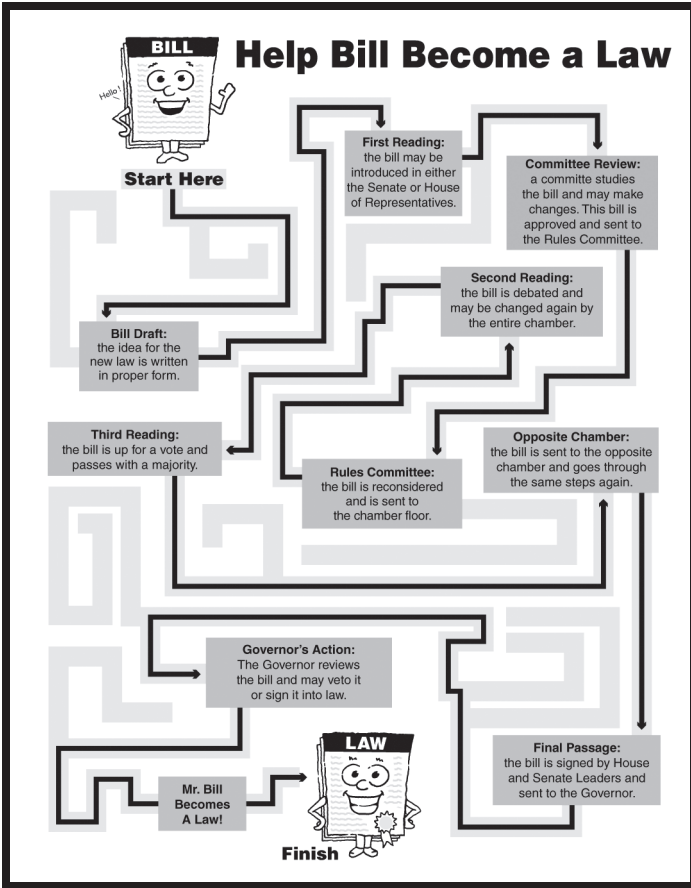 BILL
Help Bill Become a Law
Hello!
Start Here
First Reading:
the bill may be
introduced in either
the Senate or House
of Representatives.
Committee Review:
a committe studies
the bill and may make
changes. This bill is
approved and sent to
the Rules Committee.
Second Reading:
the bill is debated and
may be changed again by
the entire chamber.
Bill Draft:
the idea for the
new law is written
in proper form.
Third Reading:
the bill is up for a vote and
passes with a majority.
Rules Committee:
the bill is reconsidered
and is sent to
the chamber floor.
Opposite Chamber:
the bill is sent to the opposite
chamber and goes through
the same steps again.
Governor's Action:
The Governor reviews
the bill and may veto it
or sign it into law.
Final Passage:
the bill is signed by House
and Senate Leaders and
sent to the Governor.
Mr. Bill
Becomes
A Law!
LAW
Finish